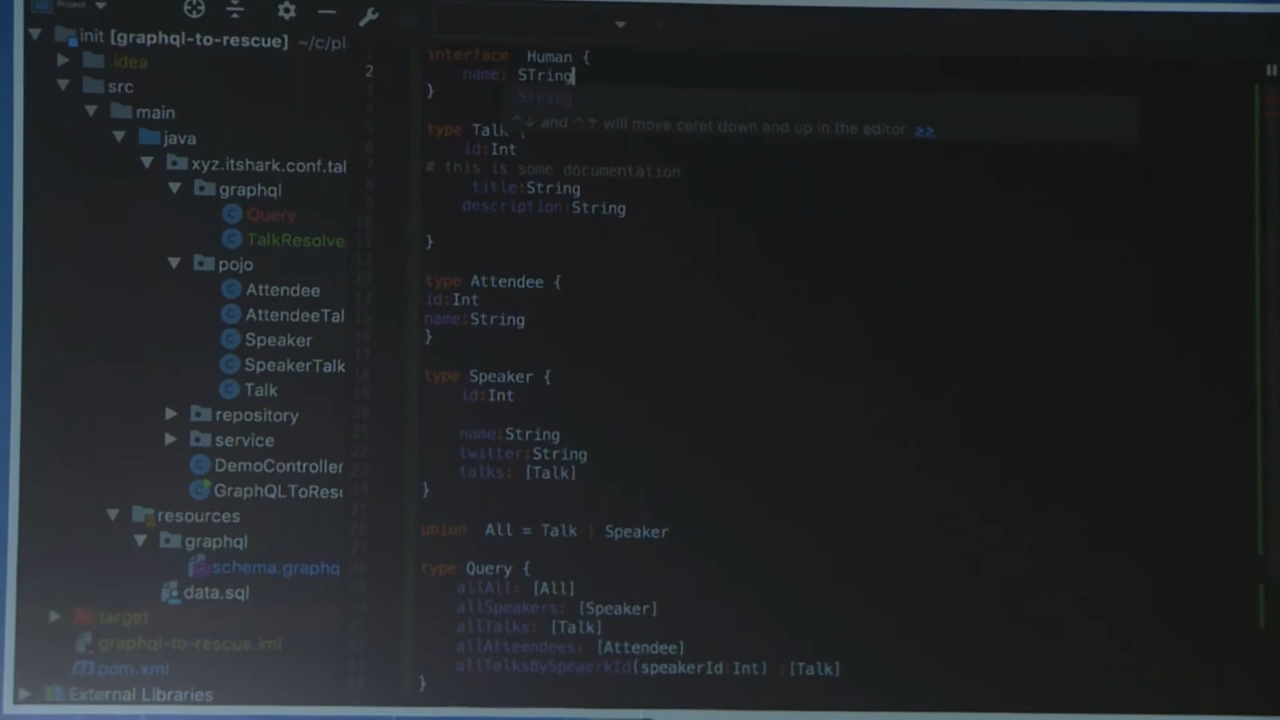 Project
init [graphql-to-rescue] ~/c/pl
.idea
src
main
java
xyz.itshark.conf.tal
graphql
Query
TalkResolve
pojo
Attendee
AttendeeTal
Speaker
SpeakerTalk
Talk
repository
service
DemoController
GraphQLToResc
resources
graphql
schema.graphq
data.sql
target
graphql-to-rescue.iml
pom.xml
External Libraries
interface Human {
name: STring
}
String
^↓ and ^↑ will move caret down and up in the editor >>
type Talk {
id:Int
# this is some documentation
title:String
description:String
}
type Attendee {
id:Int
name:String
}
type Speaker {
id:Int
name:String
twitter:String
talks: [Talk]
}
union All = Talk | Speaker
type Query {
allAll: [All]
allSpeakers: [Speaker]
allTalks: [Talk]
allAtteendees: [Attendee]
allTalksBySpeaerkId(speakerId:Int) :[Talk]
}